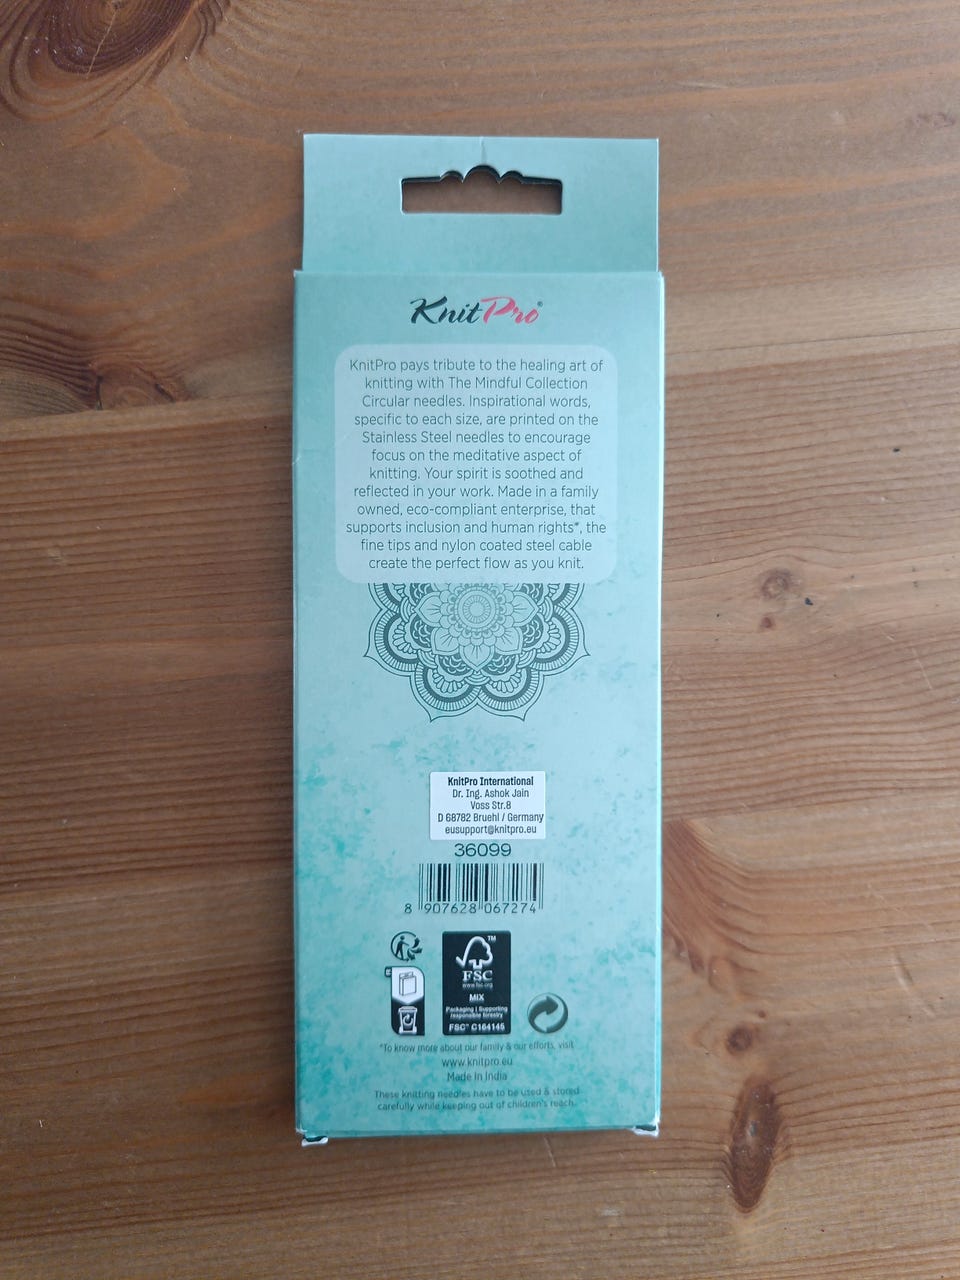 KnitPro®
KnitPro pays tribute to the healing art of
knitting with The Mindful Collection
Circular needles. Inspirational words,
specific to each size, are printed on the
Stainless Steel needles to encourage
focus on the meditative aspect of
knitting. Your spirit is soothed and
reflected in your work. Made in a family
owned, eco-compliant enterprise, that
supports inclusion and human rights*, the
fine tips and nylon coated steel cable
create the perfect flow as you knit.
KnitPro International
Dr. Ing. Ashok Jain
Voss Str.8
D 68782 Bruehl / Germany
eusupport@knitpro.eu
36099
8 907628 067274
TM
FSC
www.fsc.org
MIX
Packaging | Supporting
responsible forestry
FSC™ C164145
*To know more about our family & our efforts, visit
www.knitpro.eu
Made In India
These knitting needles have to be used & stored
carefully while keeping out of children's reach.